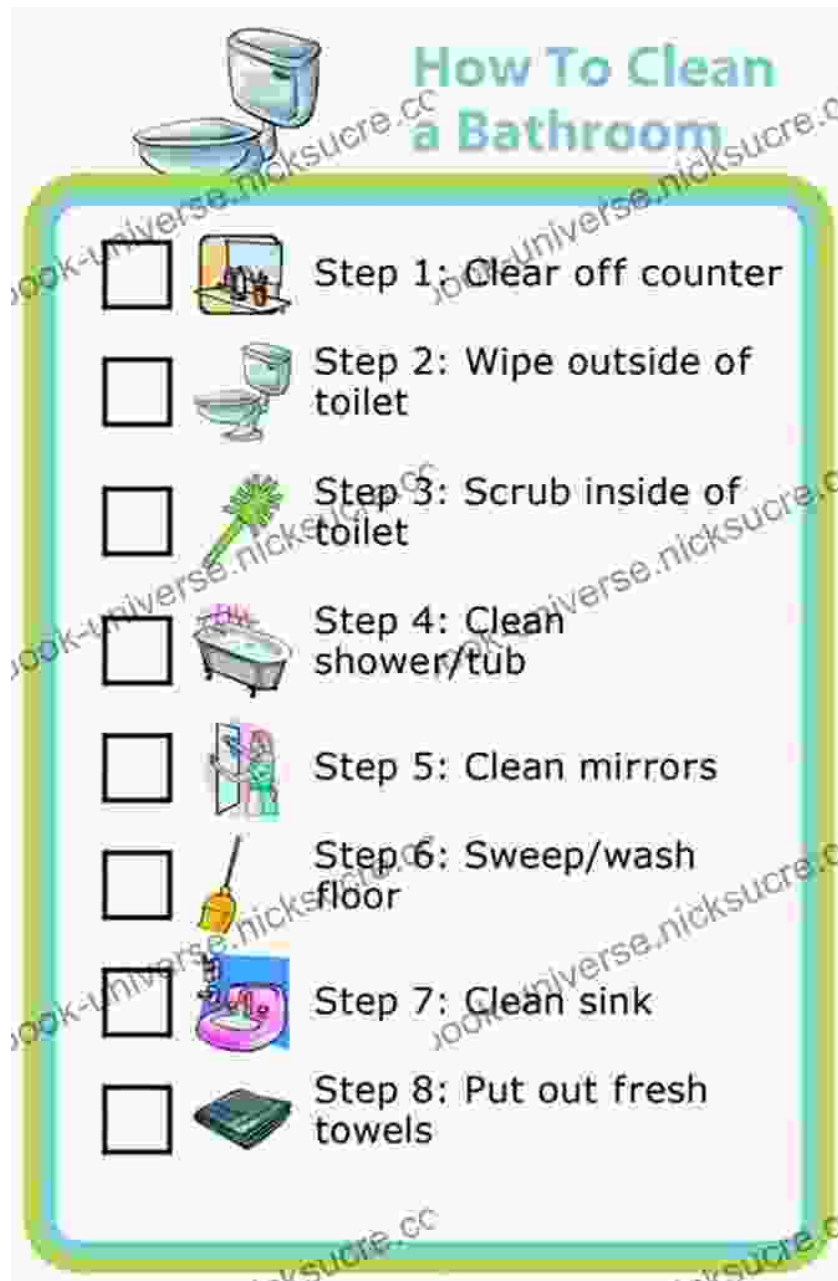 How To Clean
a Bathroom
Step 1: Clear off counter
Step 2: Wipe outside of
toilet
Step 3: Scrub inside of
toilet
Step 4: Clean
shower/tub
Step 5: Clean mirrors
Step 6: Sweep/wash
floor
Step 7: Clean sink
Step 8: Put out fresh
towels